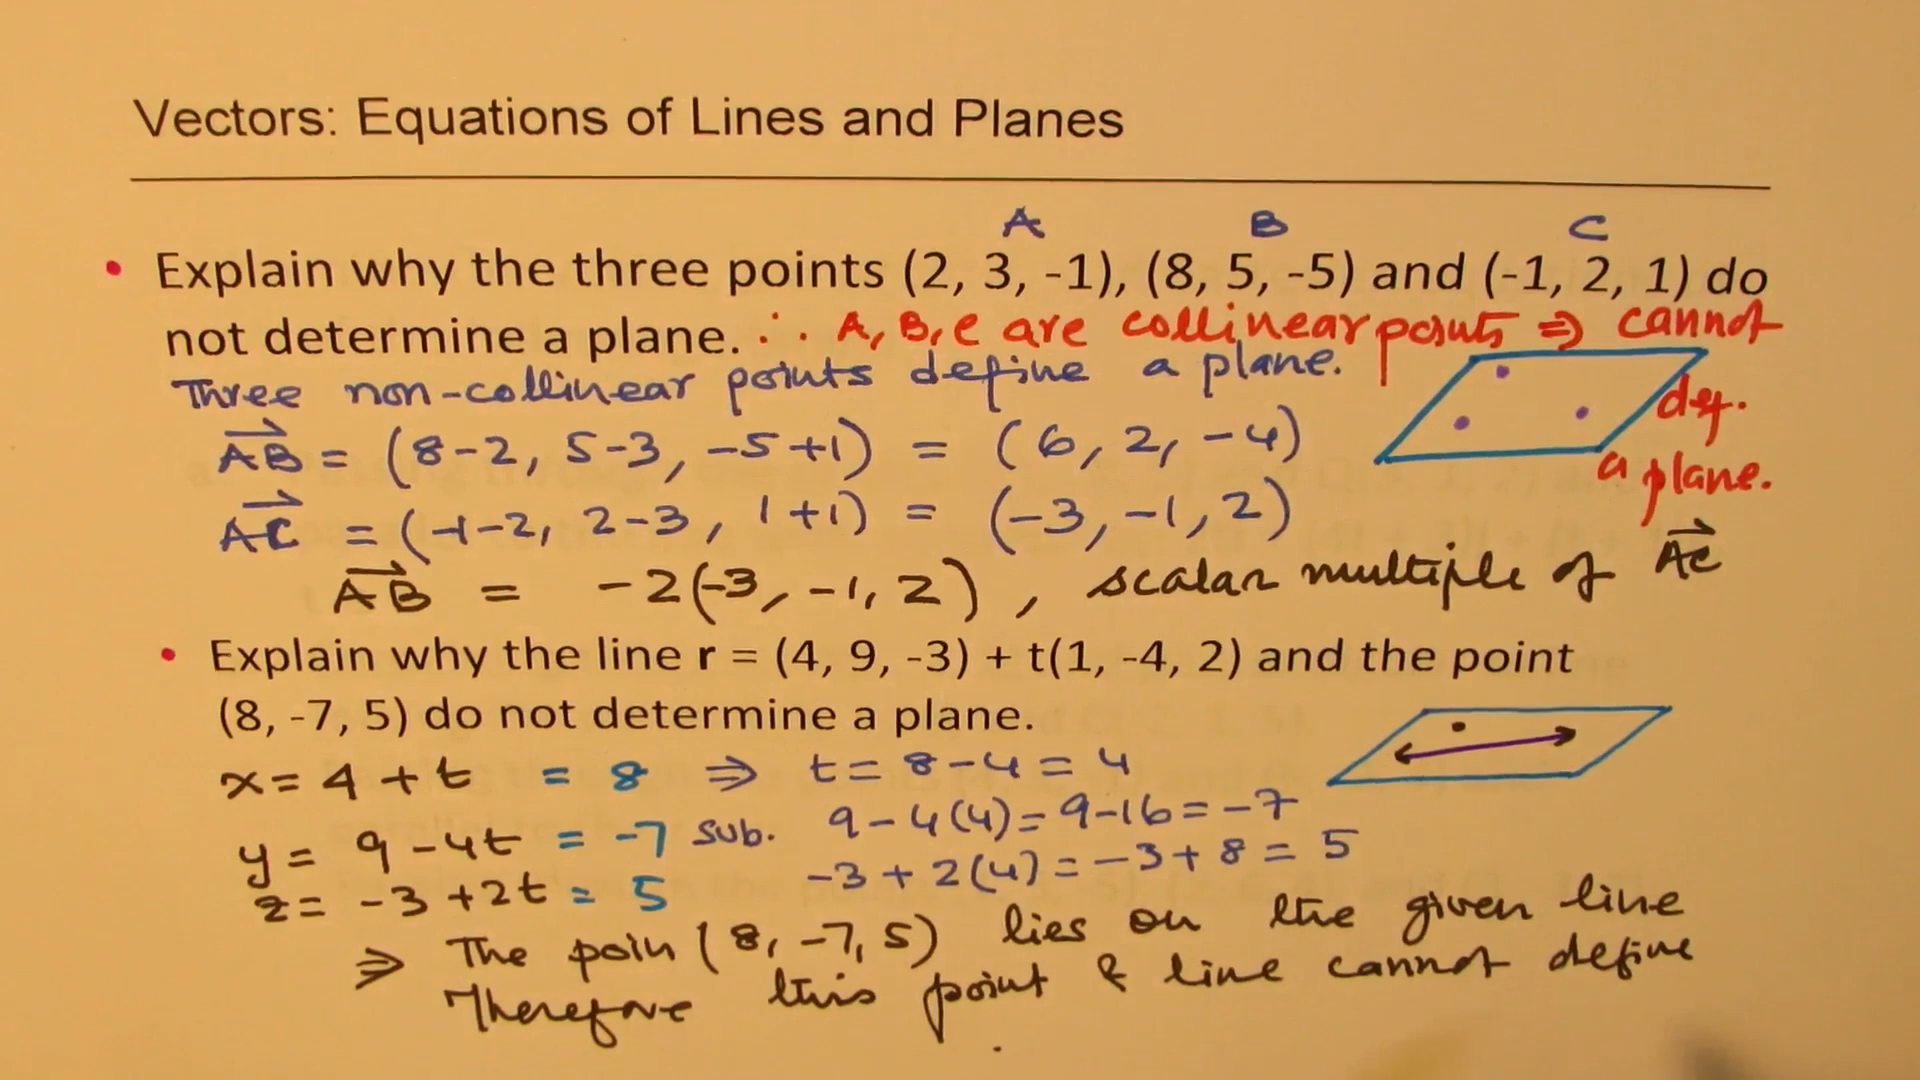 Vectors: Equations of Lines and Planes
A B C
• Explain why the three points (2, 3, -1), (8, 5, -5) and (-1, 2, 1) do
not determine a plane. ∴ A, B, C are collinear points ⇒ cannot
def.
a plane.
Three non-collinear points define a plane.
AB = (8-2, 5-3, -5+1) = (6, 2, -4)
AC = (-1-2, 2-3, 1+1) = (-3, -1, 2)
AB = -2(-3, -1, 2), scalar multiple of AC
• Explain why the line r = (4, 9, -3) + t(1, -4, 2) and the point
(8, -7, 5) do not determine a plane.
x = 4 + t = 8 ⇒ t = 8-4 = 4
y = 9 - 4t = -7 sub. 9-4(4) = 9-16 = -7
z = -3 + 2t = 5 -3 + 2(4) = -3 + 8 = 5
⇒ The poin (8, -7, 5) lies on the given line
Therefore this point & line cannot define